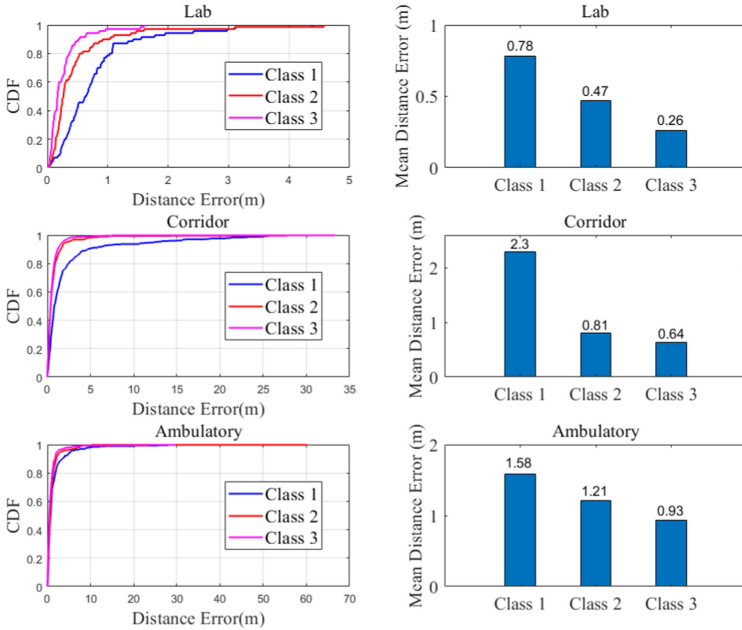 Lab
1
0.8
0.6
0.4
0.2
0
CDF
Class 1
Class 2
Class 3
0 1 2 3 4 5
Distance Error(m)
Lab
1
0.5
0
Mean Distance Error (m)
0.78
0.47
0.26
Class 1 Class 2 Class 3
Corridor
1
0.8
0.6
0.4
0.2
0
CDF
Class 1
Class 2
Class 3
0 5 10 15 20 25 30 35
Distance Error(m)
Corridor
2
1
0
Mean Distance Error (m)
2.3
0.81
0.64
Class 1 Class 2 Class 3
Ambulatory
1
0.8
0.6
0.4
0.2
0
CDF
Class 1
Class 2
Class 3
0 10 20 30 40 50 60 70
Distance Error(m)
Ambulatory
2
1
0
Mean Distance Error (m)
1.58
1.21
0.93
Class 1 Class 2 Class 3